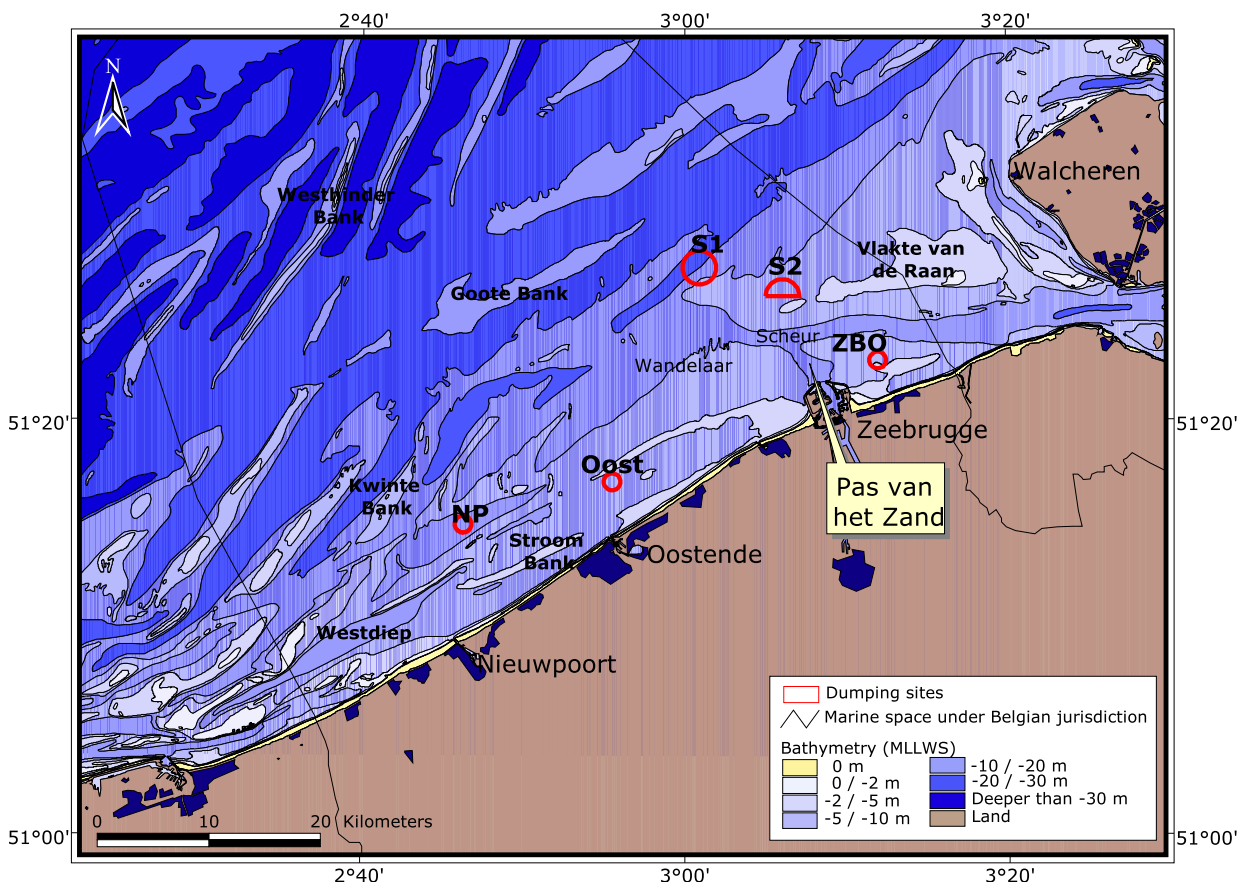 2°40'
3°00'
3°20'
N
Walcheren
Westhinder
Bank
S1
Vlakte van
de Raan
S2
Goote Bank
Scheur
ZBO
Wandelaar
51°20'
51°20'
Zeebrugge
Oost
Kwinte
Bank
Pas van
het Zand
NP
Stroom
Bank
Oostende
Westdiep
Nieuwpoort
Dumping sites
Marine space under Belgian jurisdiction
Bathymetry (MLLWS)
0 m
0 / -2 m
-2 / -5 m
-5 / -10 m
-10 / -20 m
-20 / -30 m
Deeper than -30 m
Land
0 10 20 Kilometers
51°00'
51°00'
2°40'
3°00'
3°20'